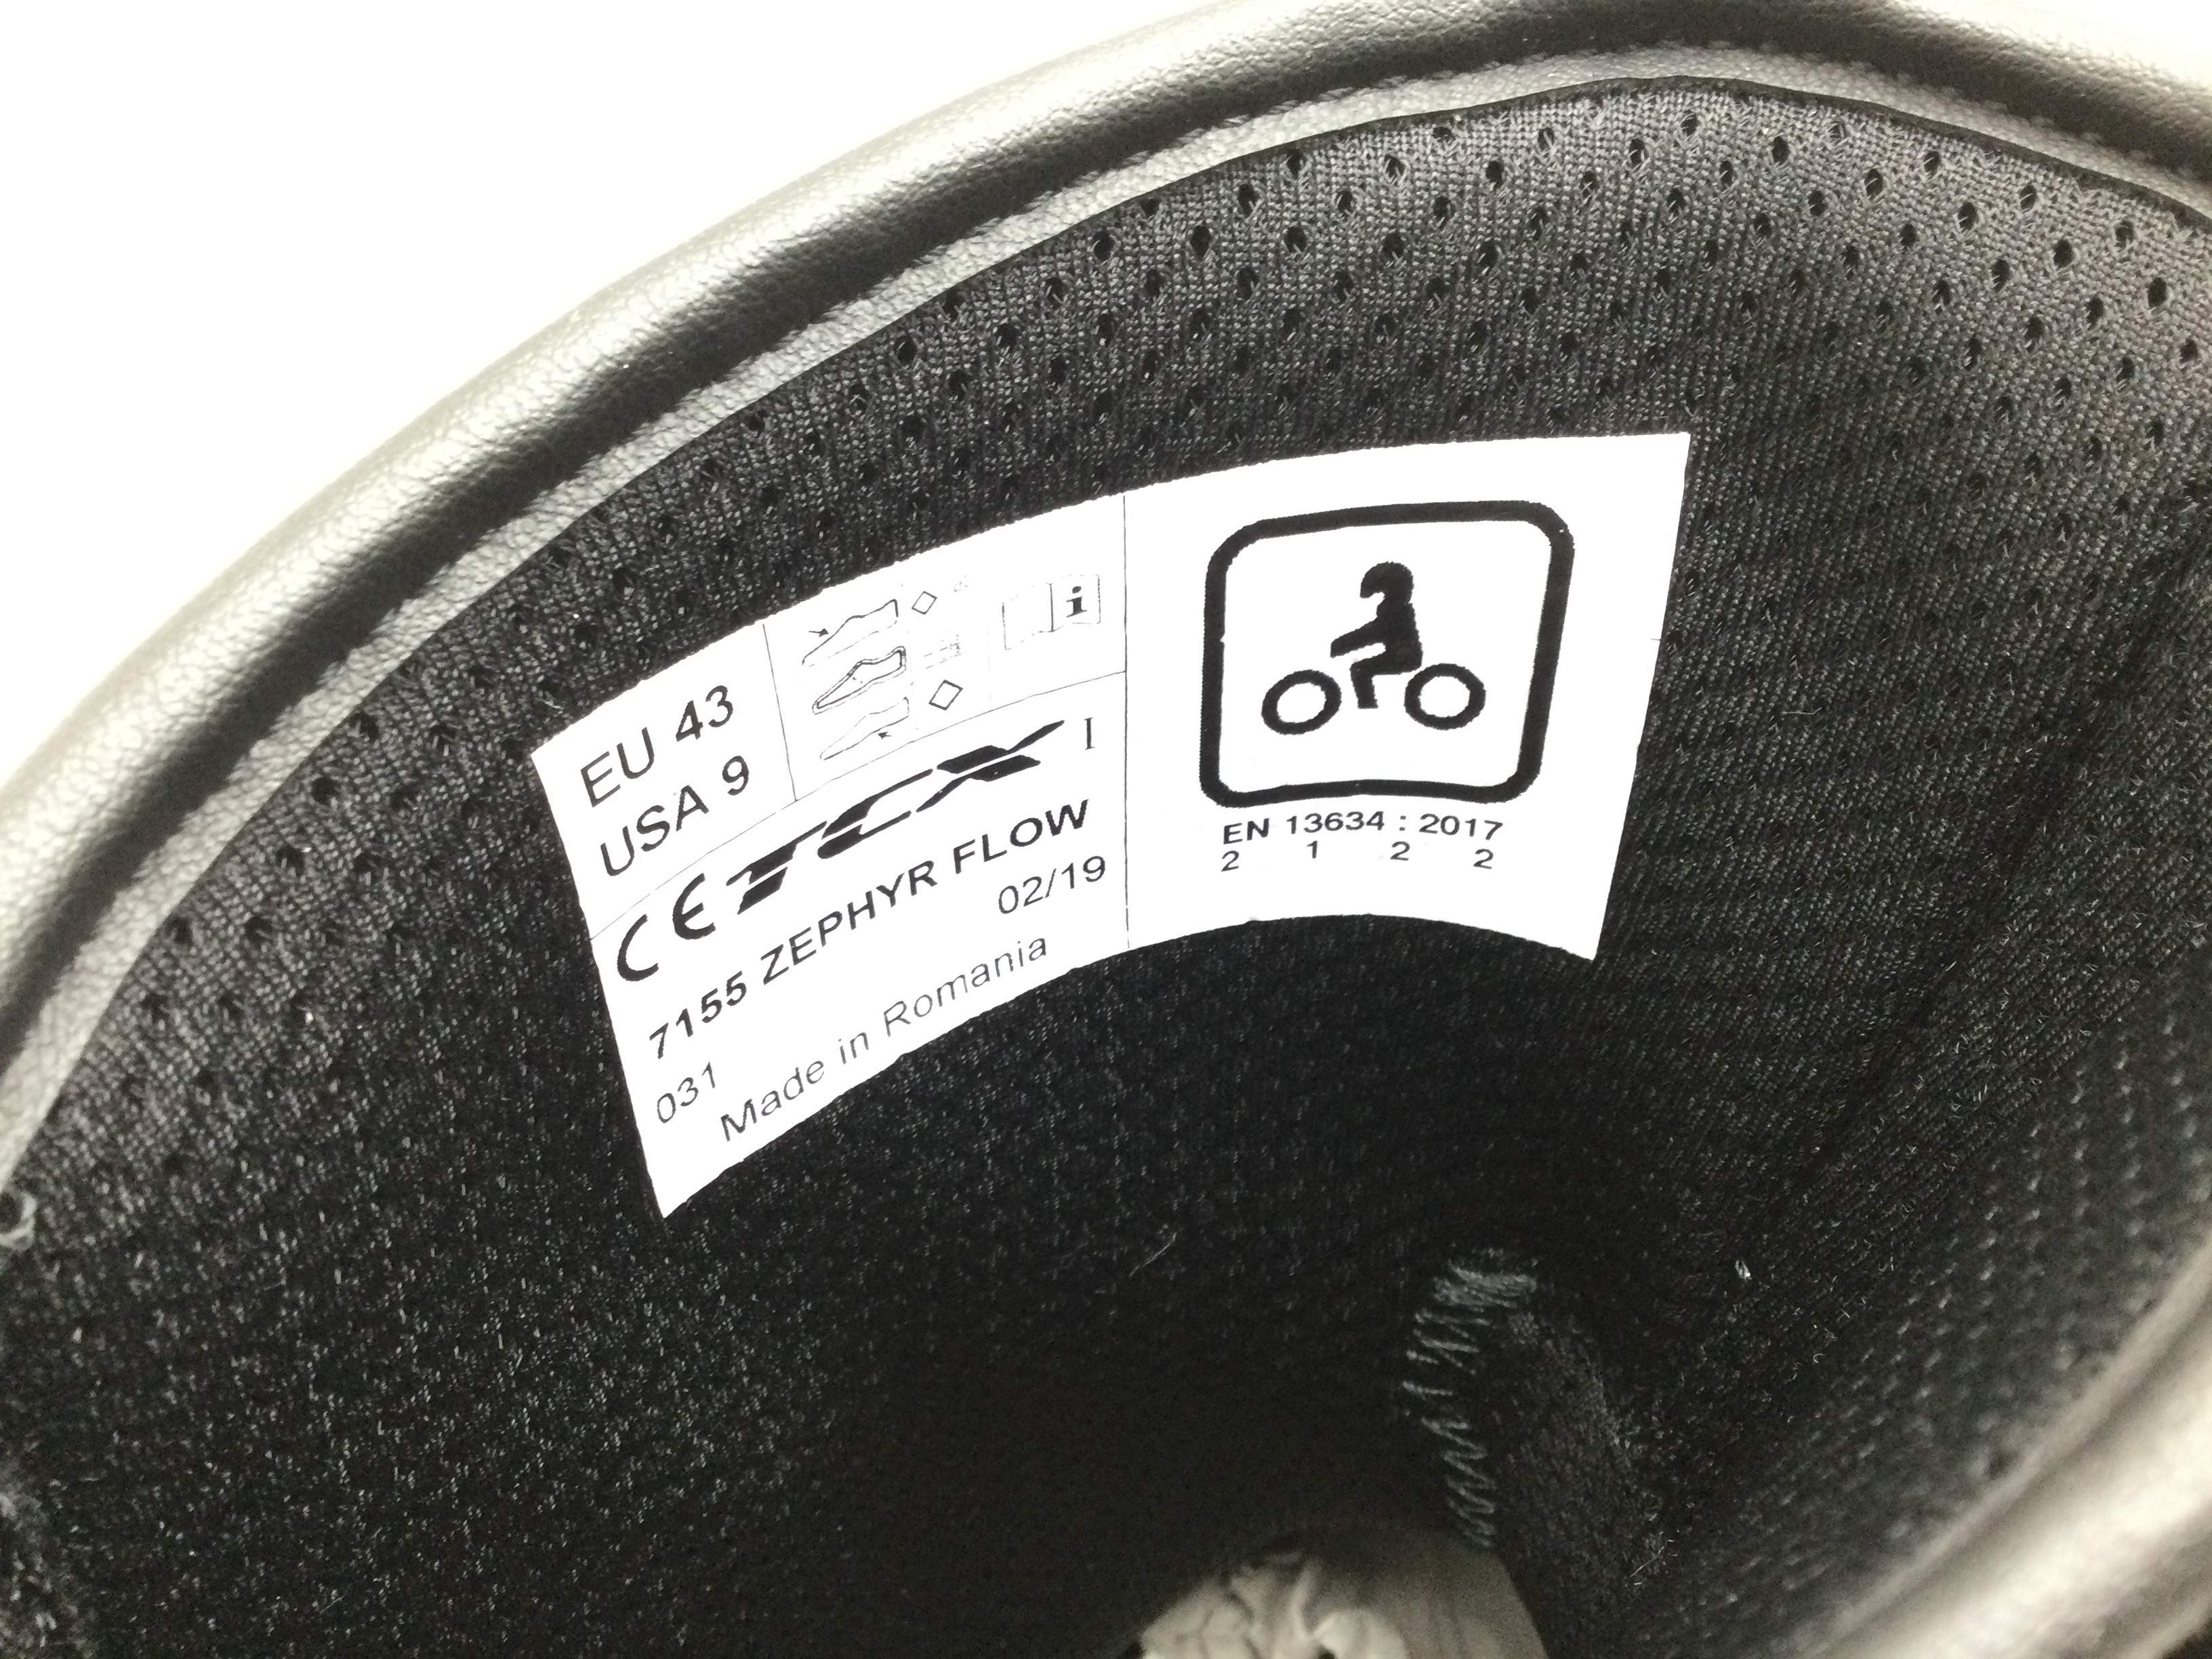 EU 43
USA 9
i
CE TCX I
7155 ZEPHYR FLOW
02/19
031
Made in Romania
EN 13634 : 2017
2 1 2 2